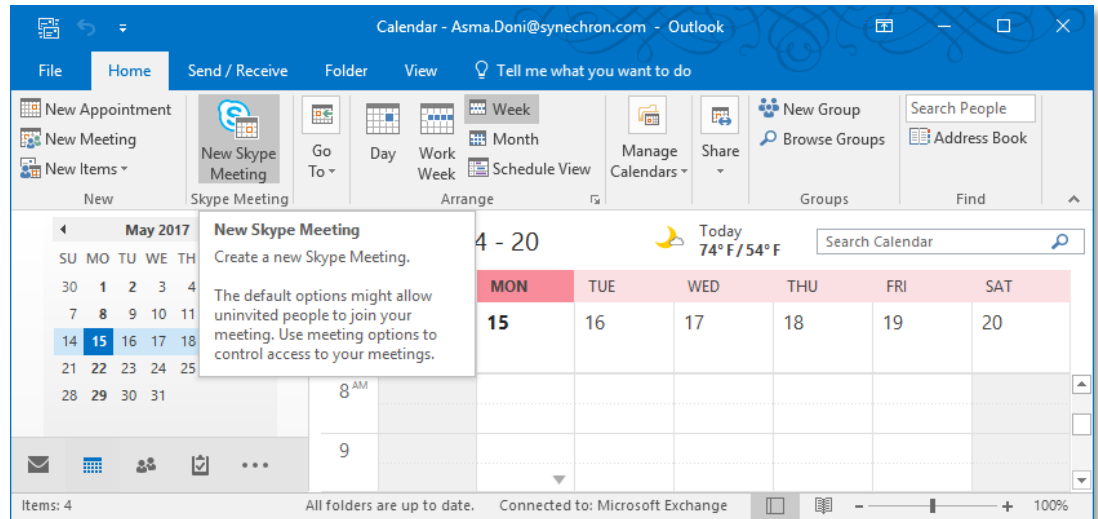 Calendar - Asma.Doni@synechron.com - Outlook
File Home Send / Receive Folder View Tell me what you want to do
New Appointment
New Meeting
New Items
New
New Skype
Meeting
Skype Meeting
Go
To
Day
Work
Week
Week
Month
Schedule View
Arrange
Manage
Calendars
Share
New Group
Browse Groups
Groups
Search People
Address Book
Find
May 2017
SU MO TU WE TH
30 1 2 3 4
7 8 9 10 11
14 15 16 17 18
21 22 23 24 25
28 29 30 31
New Skype Meeting
Create a new Skype Meeting.
The default options might allow
uninvited people to join your
meeting. Use meeting options to
control access to your meetings.
4 - 20
Today
74° F / 54° F
Search Calendar
MON TUE WED THU FRI SAT
15 16 17 18 19 20
8 AM
9
Items: 4 All folders are up to date. Connected to: Microsoft Exchange 100%